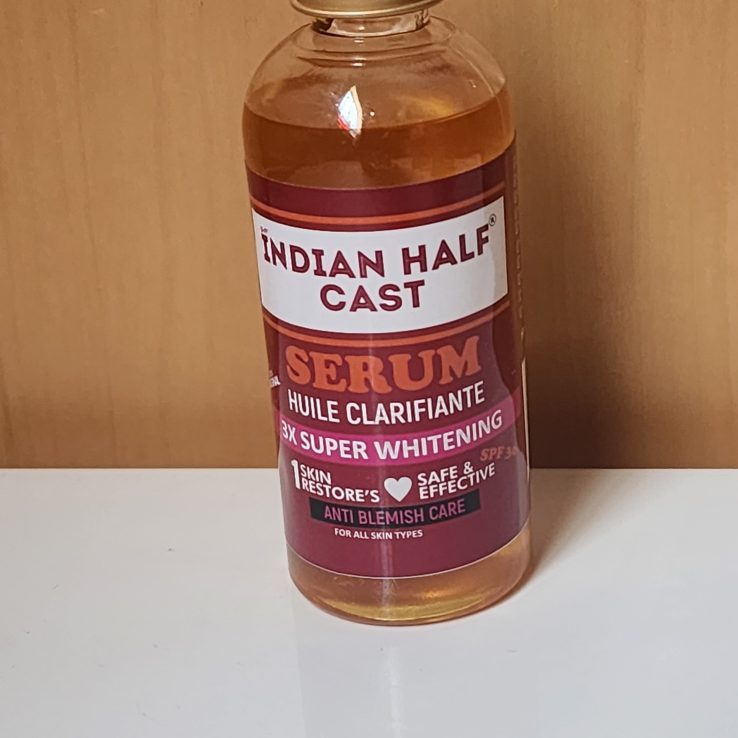 INDIAN HALF
CAST
®
SERUM
HUILE CLARIFIANTE
3X SUPER WHITENING
1 SKIN
RESTORE'S
SAFE &
EFFECTIVE
ANTI BLEMISH CARE
FOR ALL SKIN TYPES
SPF